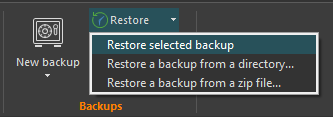 Restore
New backup
Restore selected backup
Restore a backup from a directory...
Restore a backup from a zip file...
Backups